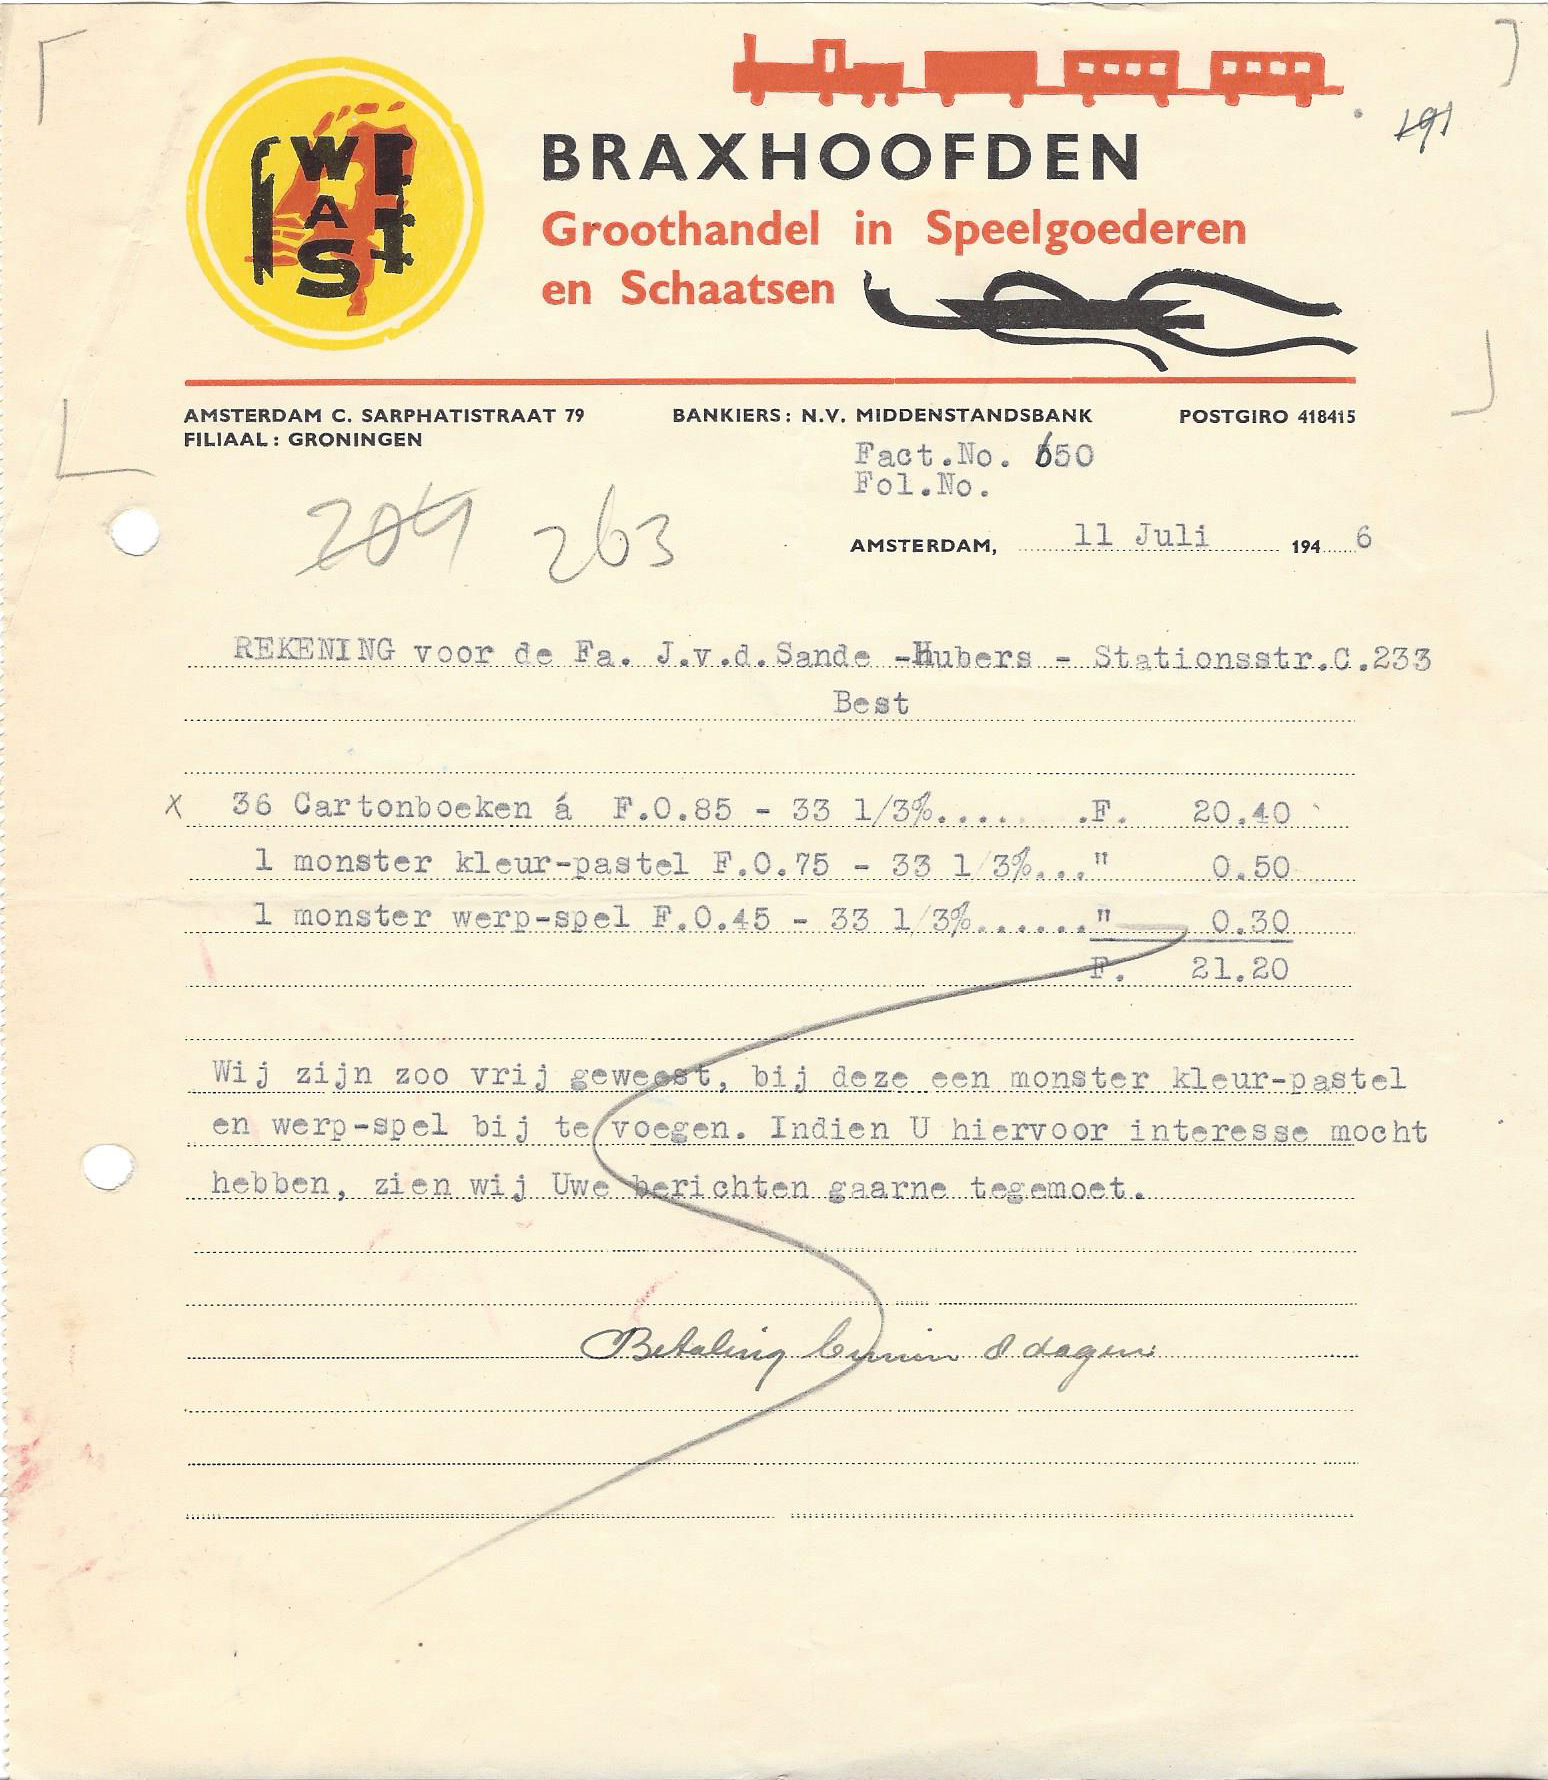 WAS
BRAXHOOFDEN
Groothandel in Speelgoederen
en Schaatsen
191
AMSTERDAM C. SARPHATISTRAAT 79 BANKIERS: N.V. MIDDENSTANDSBANK POSTGIRO 418415
FILIAAL: GRONINGEN
Fact.No. 650
Fol.No.
204 263
AMSTERDAM, 11 Juli 1946
REKENING voor de Fa. J.v.d.Sande -Hubers - Stationsstr.C.233
Best
x 36 Cartonboeken á F.0.85 - 33 1/3%..... .F. 20.40
1 monster kleur-pastel F.0.75 - 33 1/3%..." 0.50
1 monster werp-spel F.0.45 - 33 1/3%......" 0.30
F. 21.20
Wij zijn zoo vrij geweest, bij deze een monster kleur-pastel
en werp-spel bij te voegen. Indien U hiervoor interesse mocht
hebben, zien wij Uwe berichten gaarne tegemoet.
Betaling binnen 8 dagen